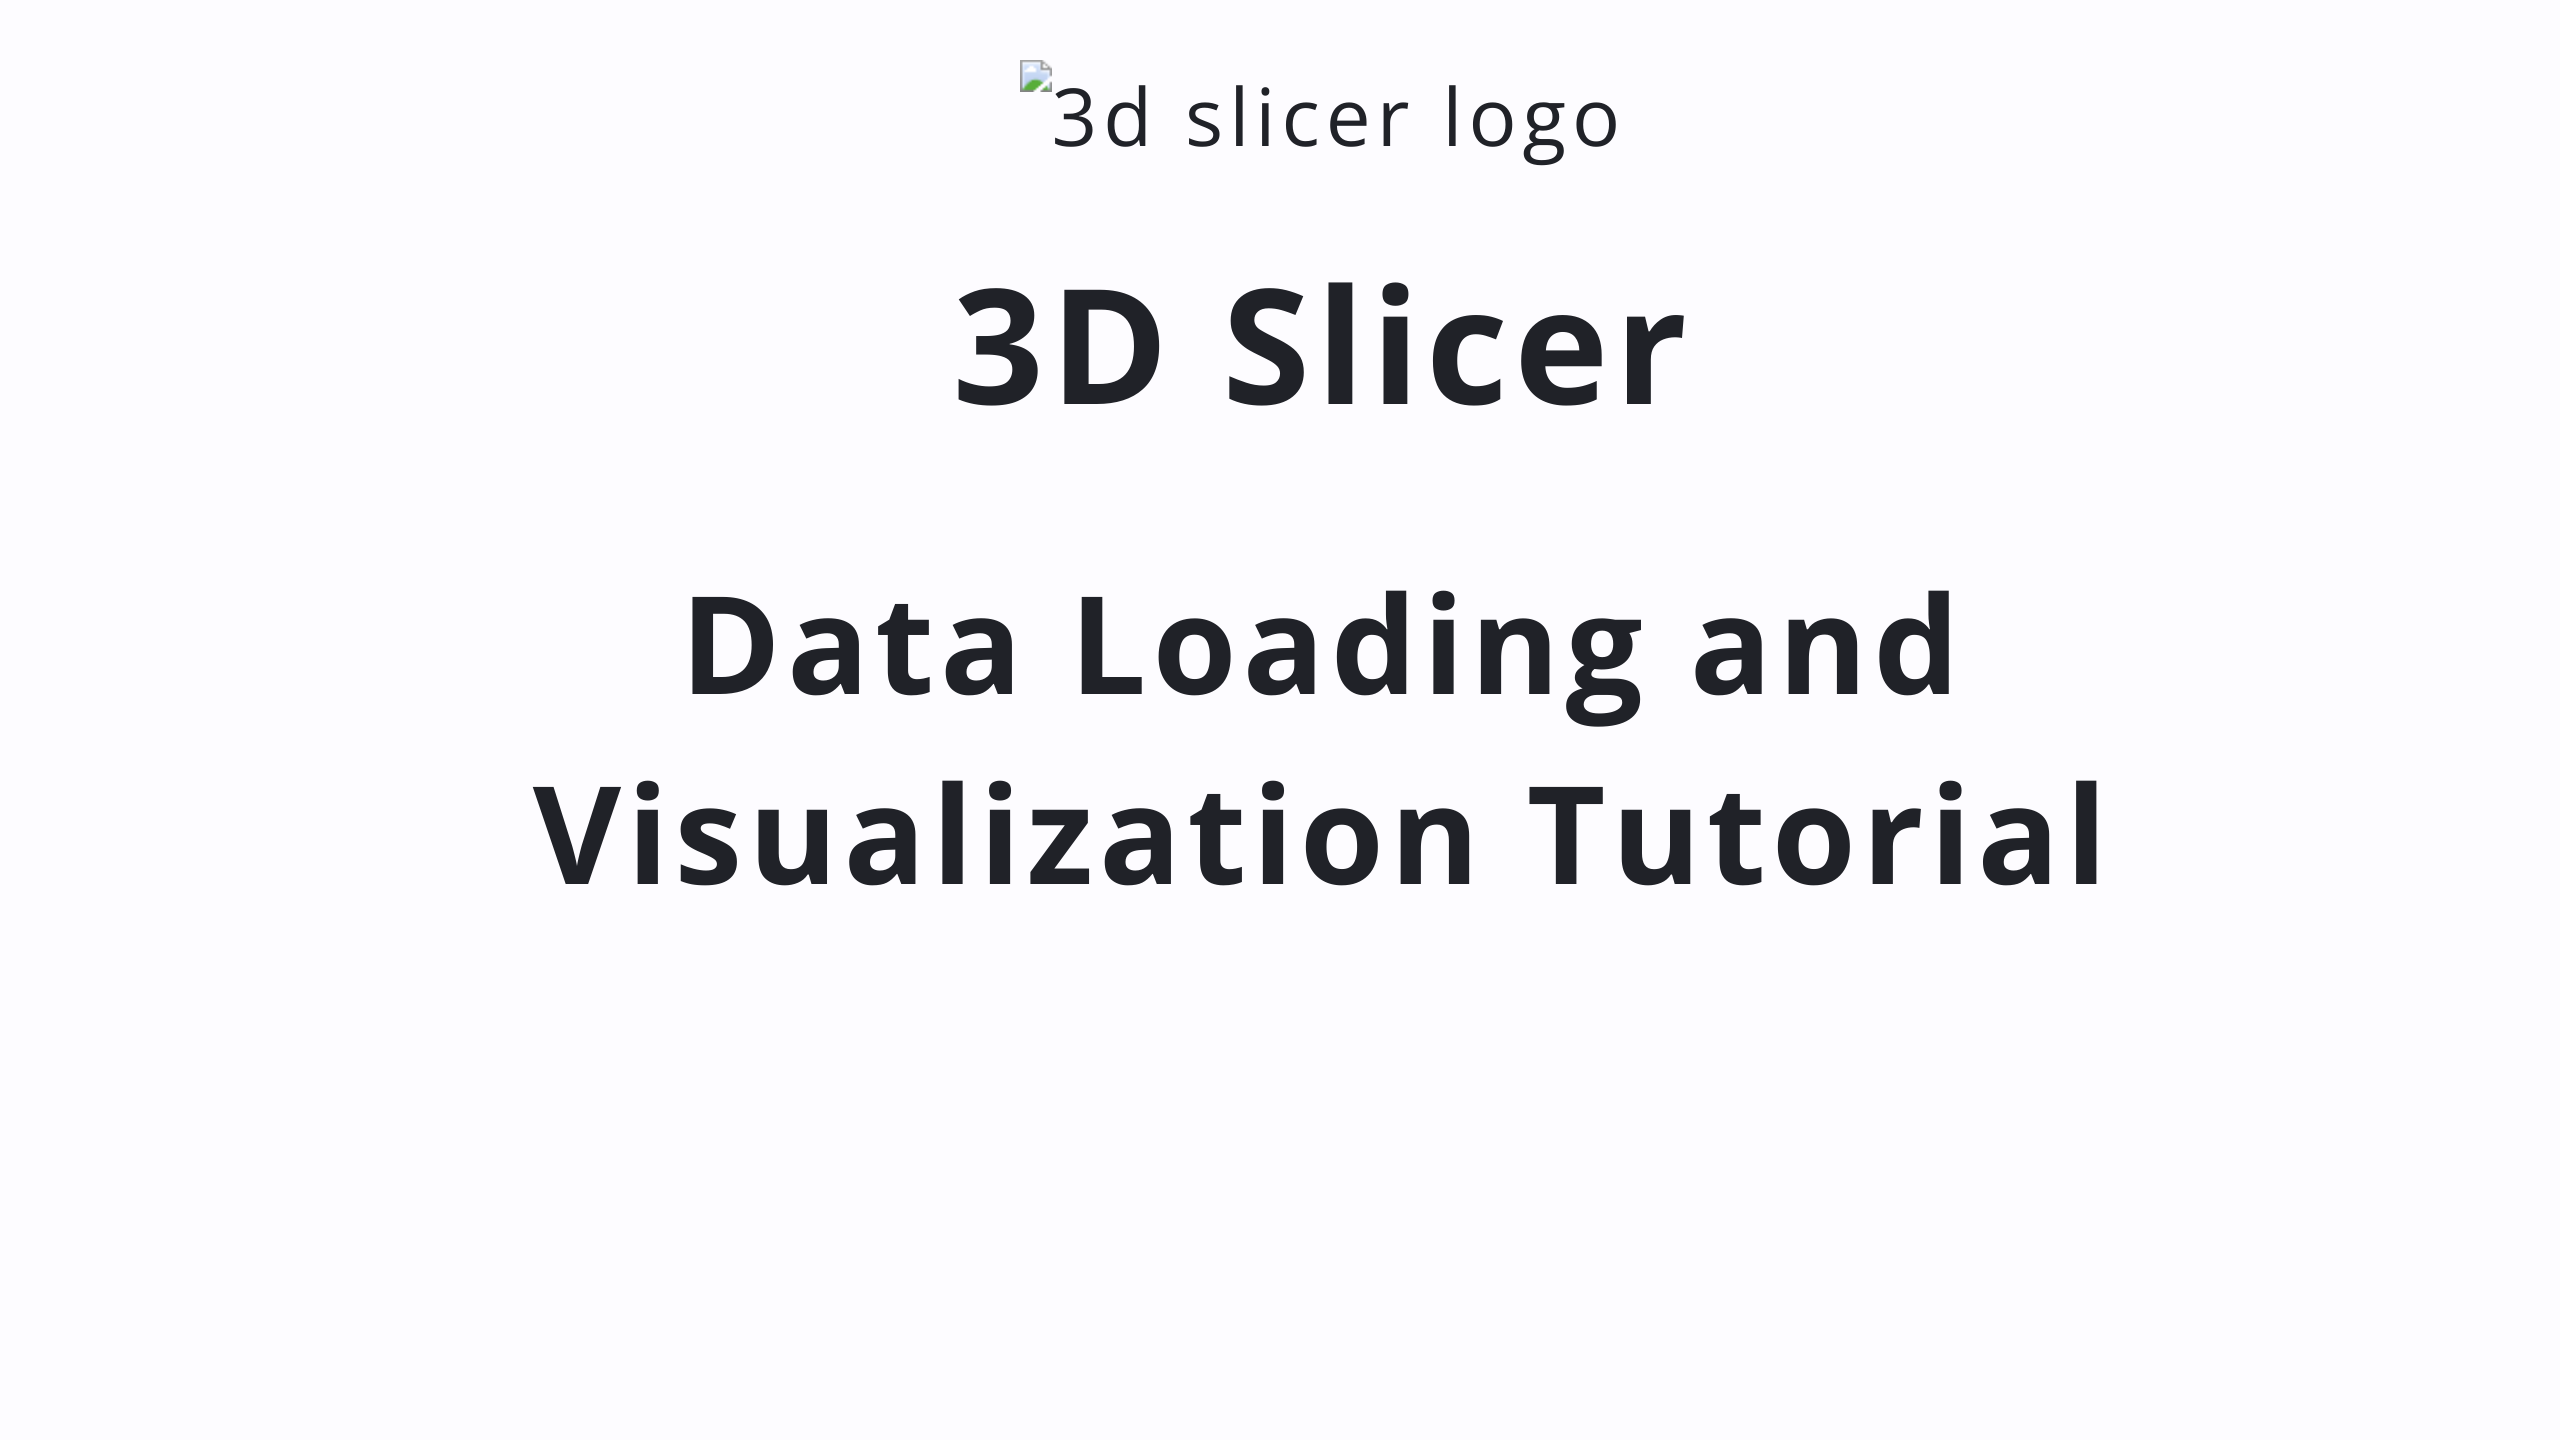 3d slicer logo
3D Slicer
Data Loading and
Visualization Tutorial